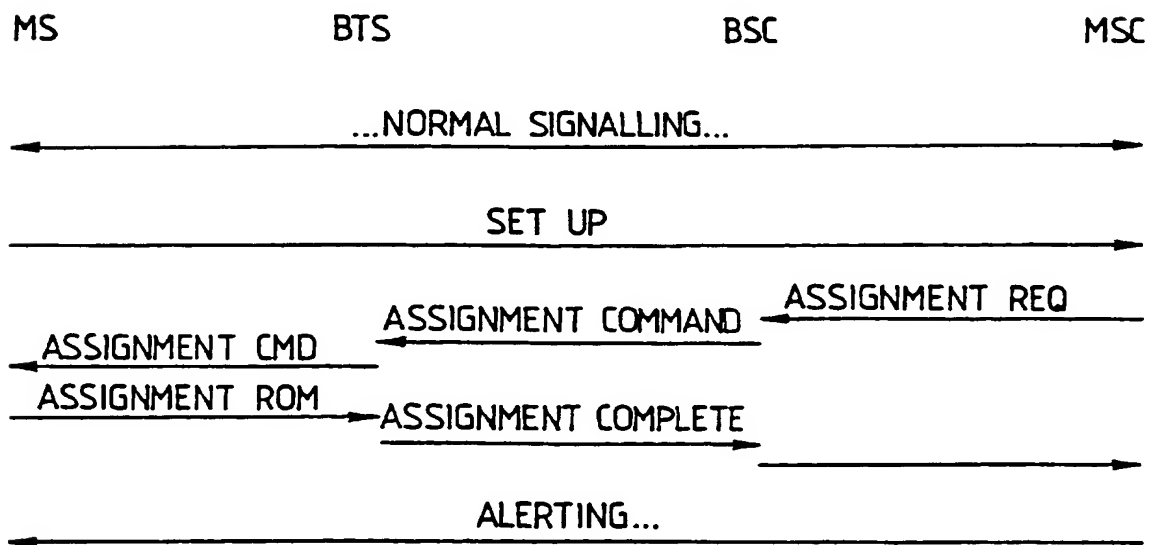 MS BTS BSC MSC
...NORMAL SIGNALLING...
SET UP
ASSIGNMENT REQ
ASSIGNMENT COMMAND
ASSIGNMENT CMD
ASSIGNMENT ROM
ASSIGNMENT COMPLETE
ALERTING...